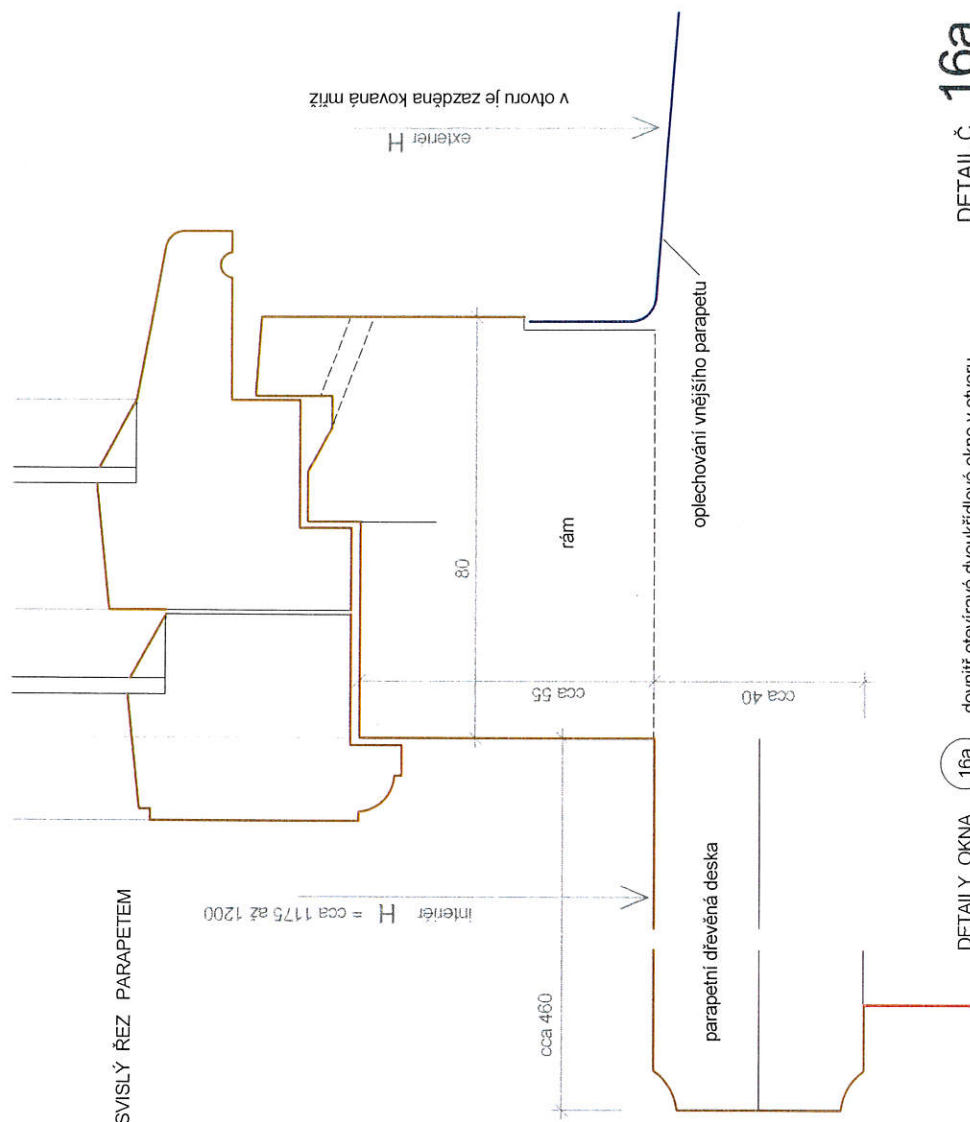 SVISLÝ ŘEZ PARAPETEM
v otvoru je zazděna kovaná mříž
exteriér H
interiér H = cca 1175 až 1200
80
rám
cca 55
cca 40
cca 460
oplechování vnějšího parapetu
parapetní dřevěná deska
DETAILY OKNA 16a dovnitř otevíravé dvoukřídlové okno v otvoru
DETAIL Č. 16a